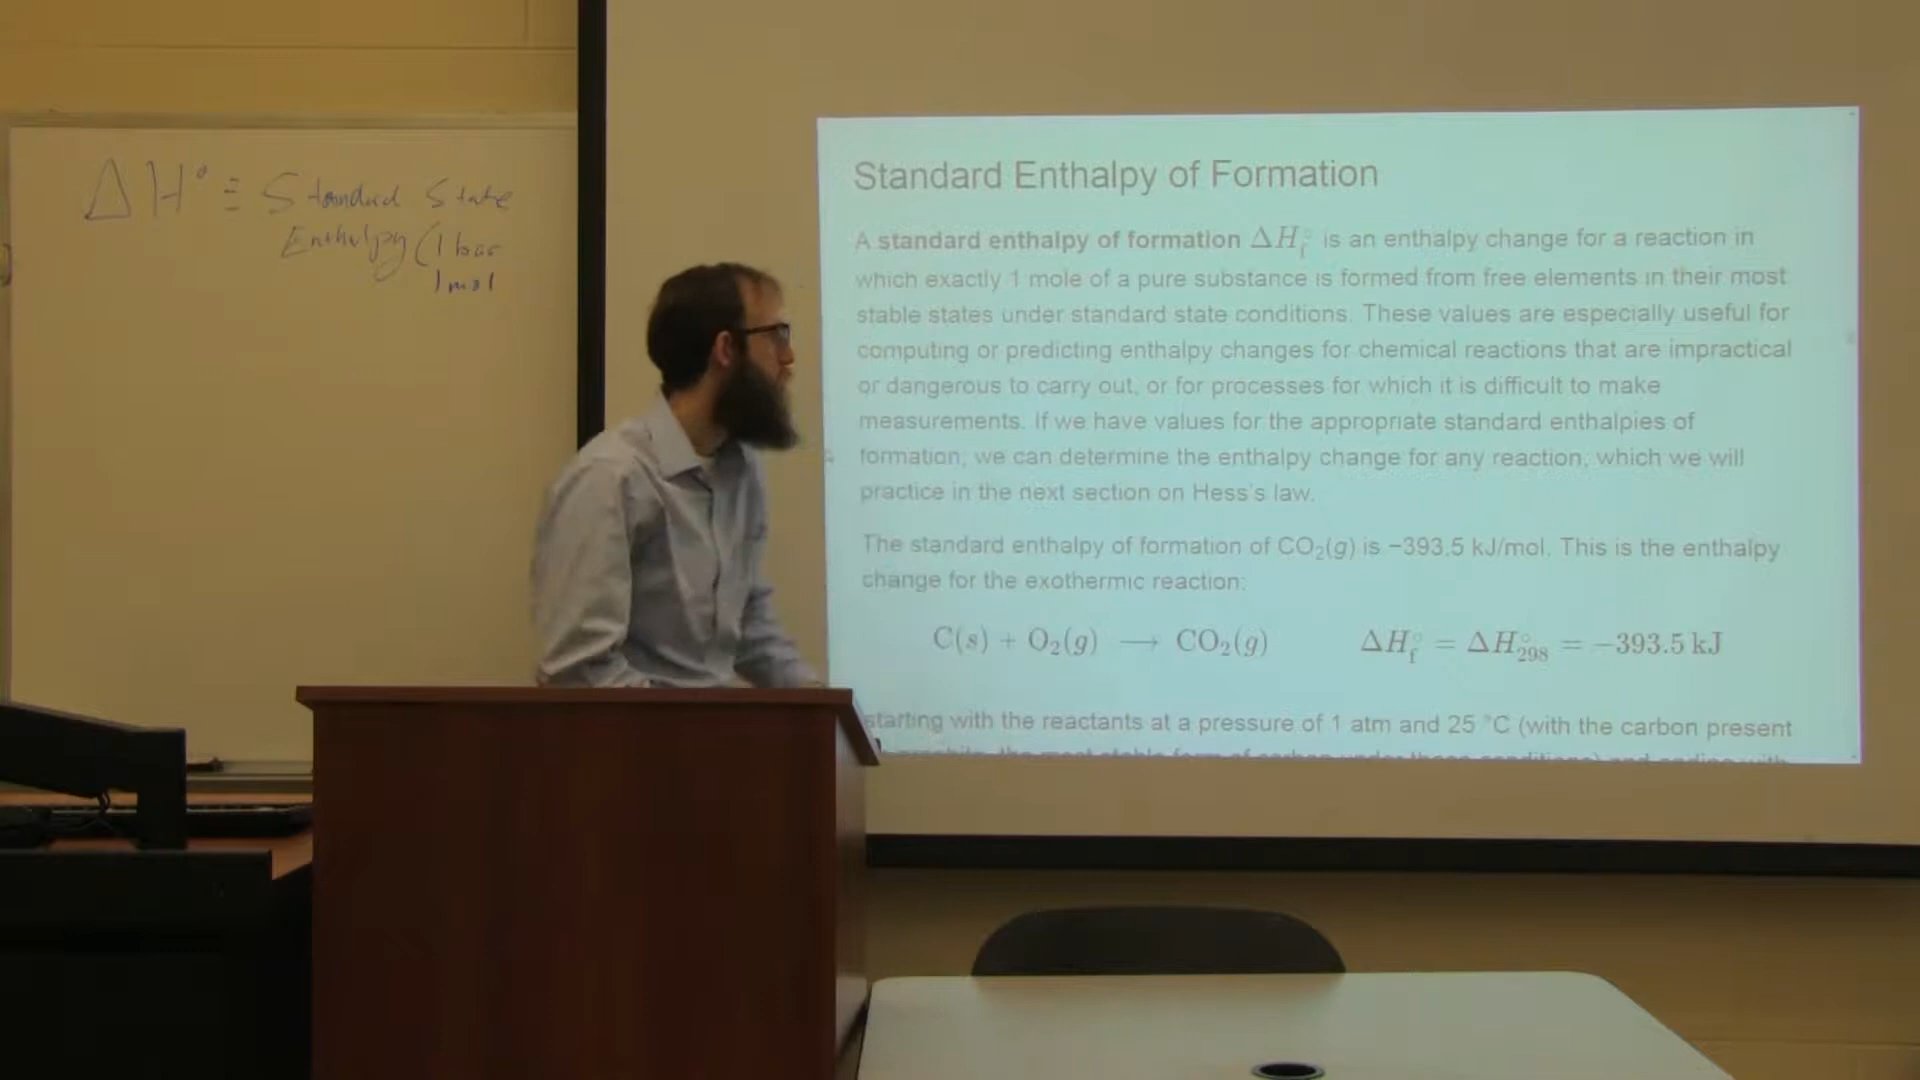 ΔH° ≡ Standard State
Enthalpy (1 bar
1 mol
Standard Enthalpy of Formation
A standard enthalpy of formation ΔH°f is an enthalpy change for a reaction in
which exactly 1 mole of a pure substance is formed from free elements in their most
stable states under standard state conditions. These values are especially useful for
computing or predicting enthalpy changes for chemical reactions that are impractical
or dangerous to carry out, or for processes for which it is difficult to make
measurements. If we have values for the appropriate standard enthalpies of
formation, we can determine the enthalpy change for any reaction, which we will
practice in the next section on Hess's law.
The standard enthalpy of formation of CO₂(g) is −393.5 kJ/mol. This is the enthalpy
change for the exothermic reaction:
C(s) + O₂(g) ⟶ CO₂(g) ΔH°f = ΔH°298 = −393.5 kJ
starting with the reactants at a pressure of 1 atm and 25 °C (with the carbon present